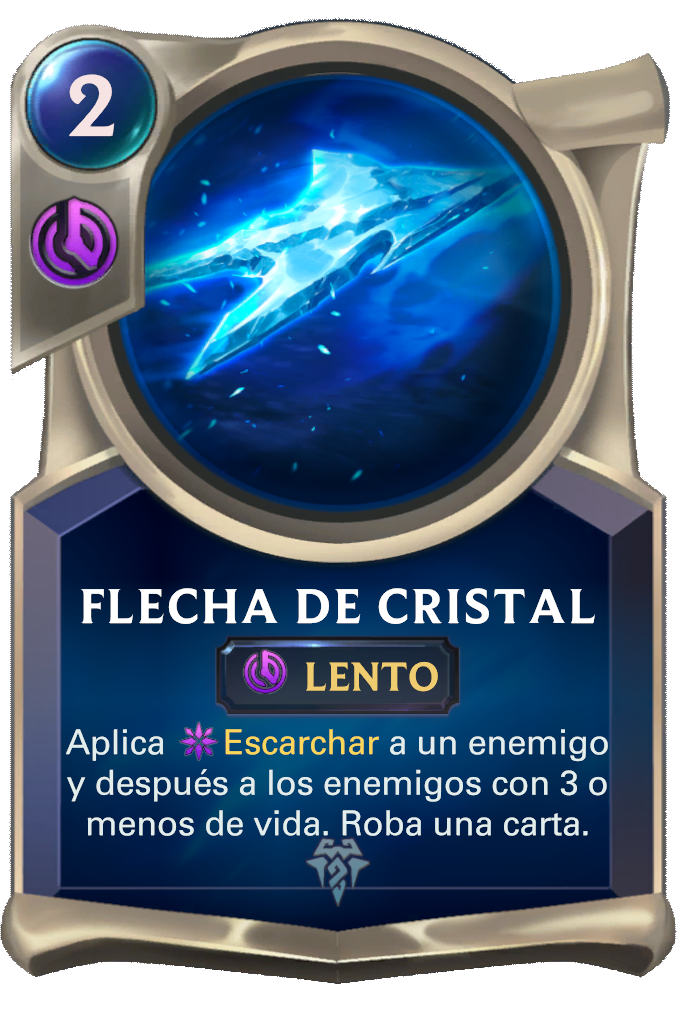 2
FLECHA DE CRISTAL
LENTO
Aplica Escarchar a un enemigo
y después a los enemigos con 3 o
menos de vida. Roba una carta.